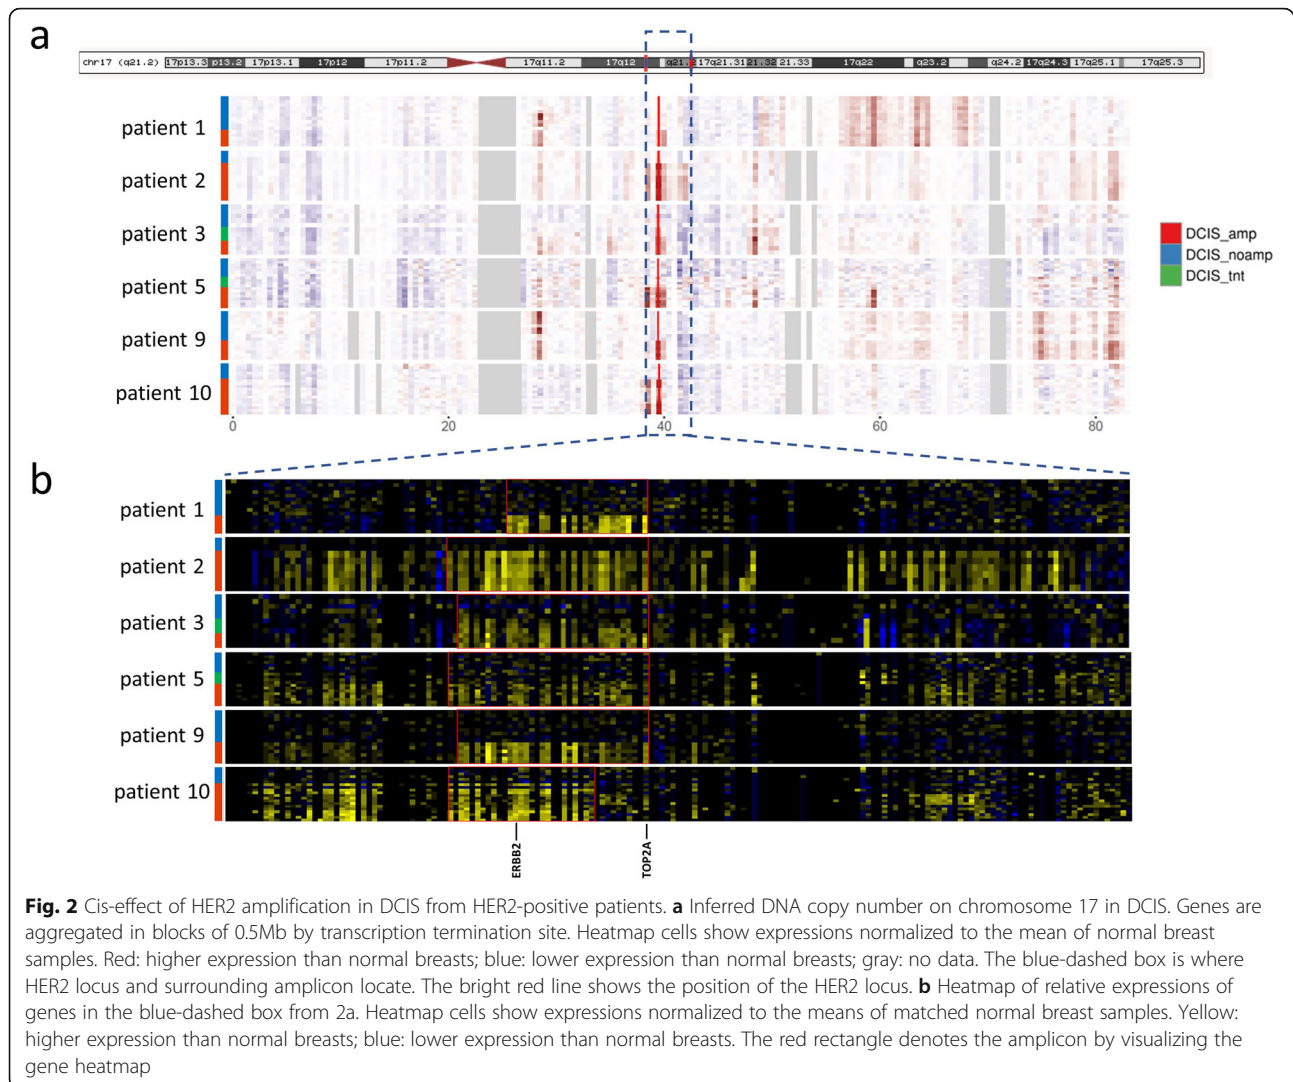 a
chr17 (q21.2) 17p13.3 p13.2 17p13.1 17p12 17p11.2 17q11.2 17q12 q21.2 17q21.31 21.32 21.33 17q22 q23.2 q24.2 17q24.3 17q25.1 17q25.3
patient 1
patient 2
patient 3
patient 5
patient 9
patient 10
0 20 40 60 80
DCIS_amp
DCIS_noamp
DCIS_tnt
b
patient 1
patient 2
patient 3
patient 5
patient 9
patient 10
ERBB2
TOP2A
Fig. 2 Cis-effect of HER2 amplification in DCIS from HER2-positive patients. a Inferred DNA copy number on chromosome 17 in DCIS. Genes are
aggregated in blocks of 0.5Mb by transcription termination site. Heatmap cells show expressions normalized to the mean of normal breast
samples. Red: higher expression than normal breasts; blue: lower expression than normal breasts; gray: no data. The blue-dashed box is where
HER2 locus and surrounding amplicon locate. The bright red line shows the position of the HER2 locus. b Heatmap of relative expressions of
genes in the blue-dashed box from 2a. Heatmap cells show expressions normalized to the means of matched normal breast samples. Yellow:
higher expression than normal breasts; blue: lower expression than normal breasts. The red rectangle denotes the amplicon by visualizing the
gene heatmap